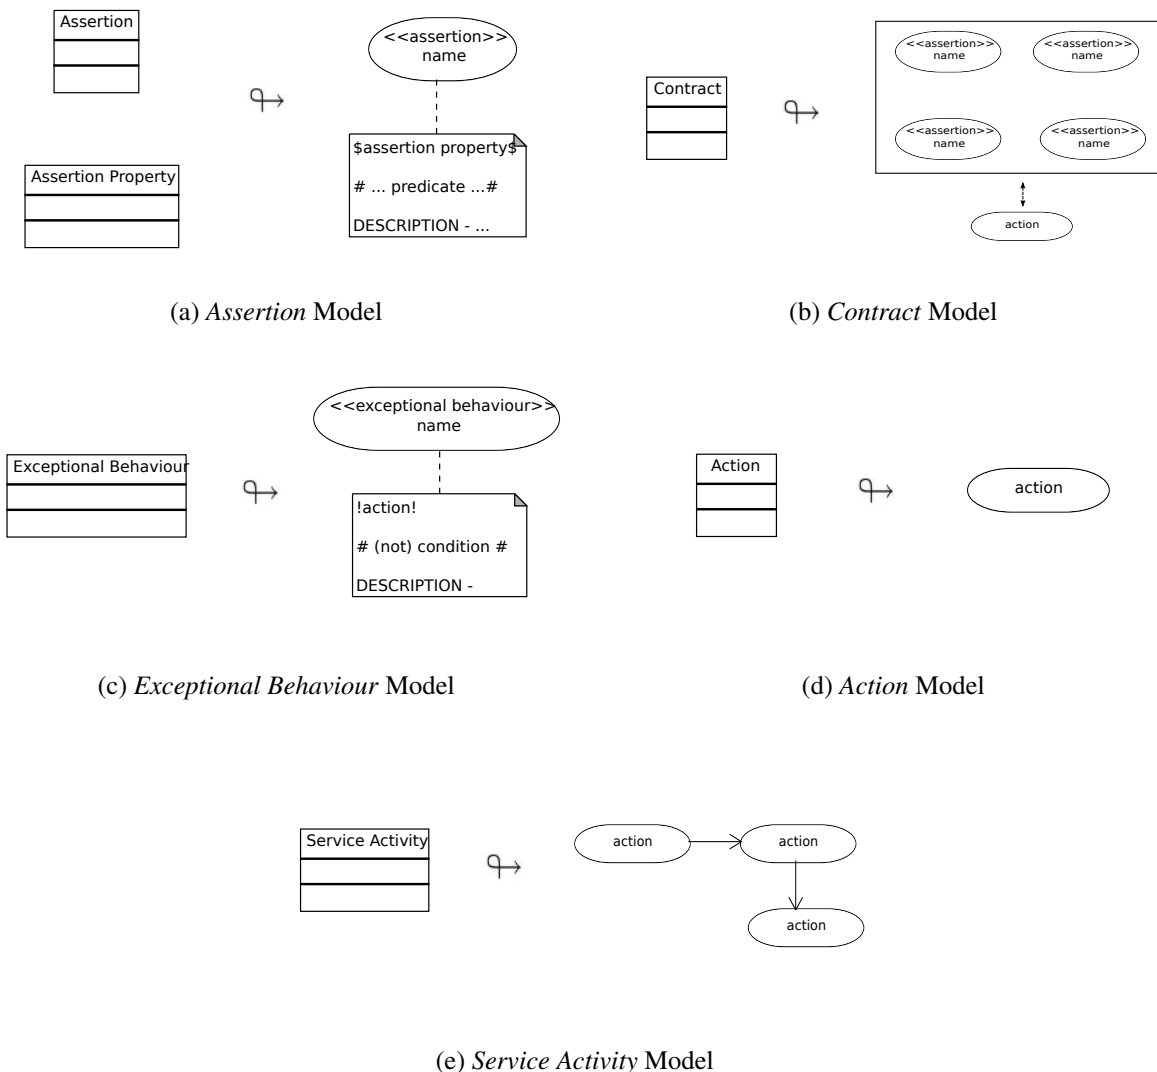 Assertion
Assertion Property
<<assertion>>
name
$assertion property$
# ... predicate ...#
DESCRIPTION - ...
(a) Assertion Model
Contract
<<assertion>>
name
<<assertion>>
name
<<assertion>>
name
<<assertion>>
name
action
(b) Contract Model
Exceptional Behaviour
<<exceptional behaviour>>
name
!action!
# (not) condition #
DESCRIPTION -
(c) Exceptional Behaviour Model
Action
action
(d) Action Model
Service Activity
action
action
action
(e) Service Activity Model